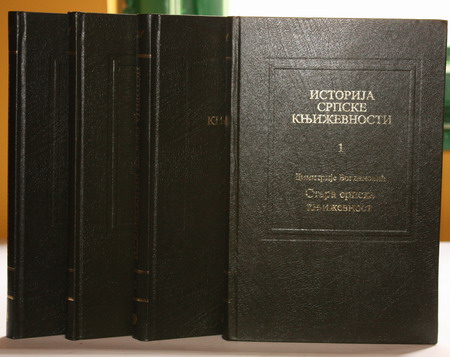 ИСТОРИЈА
СРПСКЕ
КЊИЖЕВНОСТИ
1
Димитрије Богдановић
Стара српска
књижевност